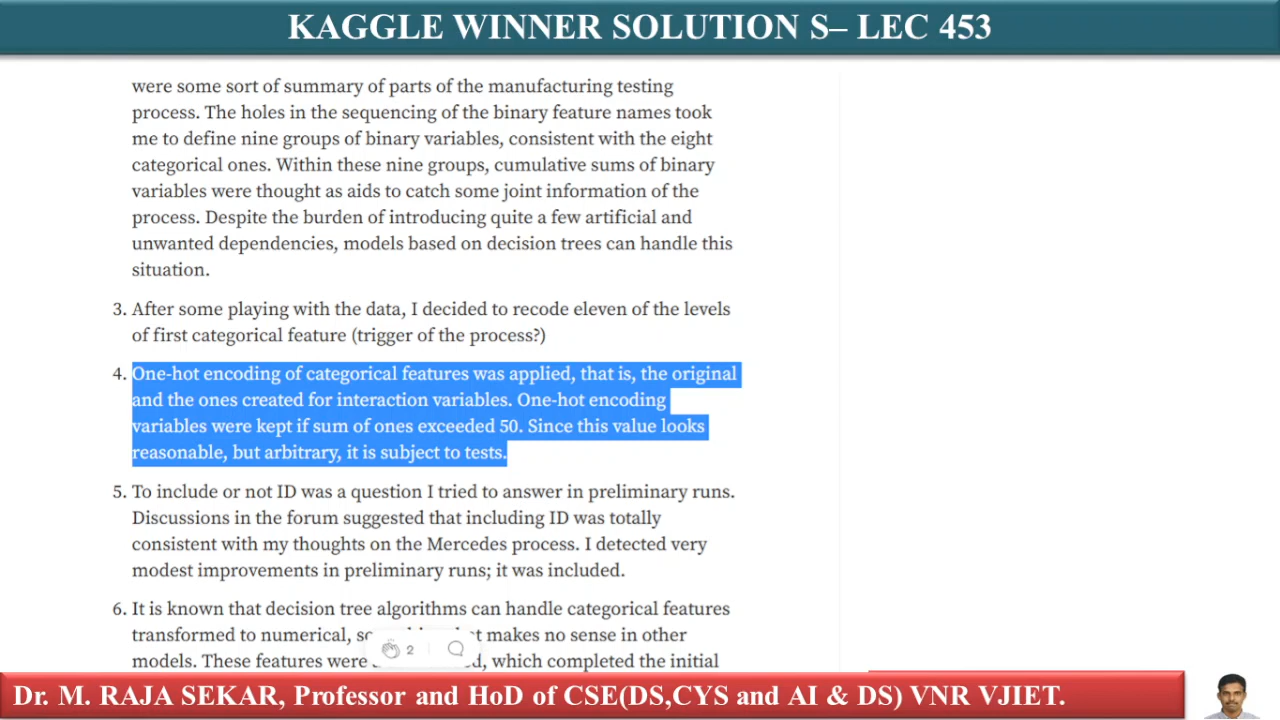 KAGGLE WINNER SOLUTION S– LEC 453
were some sort of summary of parts of the manufacturing testing
process. The holes in the sequencing of the binary feature names took
me to define nine groups of binary variables, consistent with the eight
categorical ones. Within these nine groups, cumulative sums of binary
variables were thought as aids to catch some joint information of the
process. Despite the burden of introducing quite a few artificial and
unwanted dependencies, models based on decision trees can handle this
situation.
3. After some playing with the data, I decided to recode eleven of the levels
of first categorical feature (trigger of the process?)
4. One-hot encoding of categorical features was applied, that is, the original
and the ones created for interaction variables. One-hot encoding
variables were kept if sum of ones exceeded 50. Since this value looks
reasonable, but arbitrary, it is subject to tests.
5. To include or not ID was a question I tried to answer in preliminary runs.
Discussions in the forum suggested that including ID was totally
consistent with my thoughts on the Mercedes process. I detected very
modest improvements in preliminary runs; it was included.
6. It is known that decision tree algorithms can handle categorical features
transformed to numerical, makes no sense in other
models. These features were which completed the initial
2
Dr. M. RAJA SEKAR, Professor and HoD of CSE(DS,CYS and AI & DS) VNR VJIET.